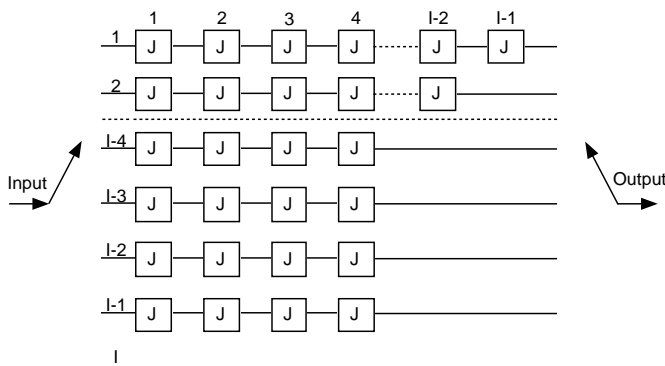 1 2 3 4 I-2 I-1
1 J J J J J J
2 J J J J J
I-4 J J J J
Input
Output
I-3 J J J J
I-2 J J J J
I-1 J J J J
I